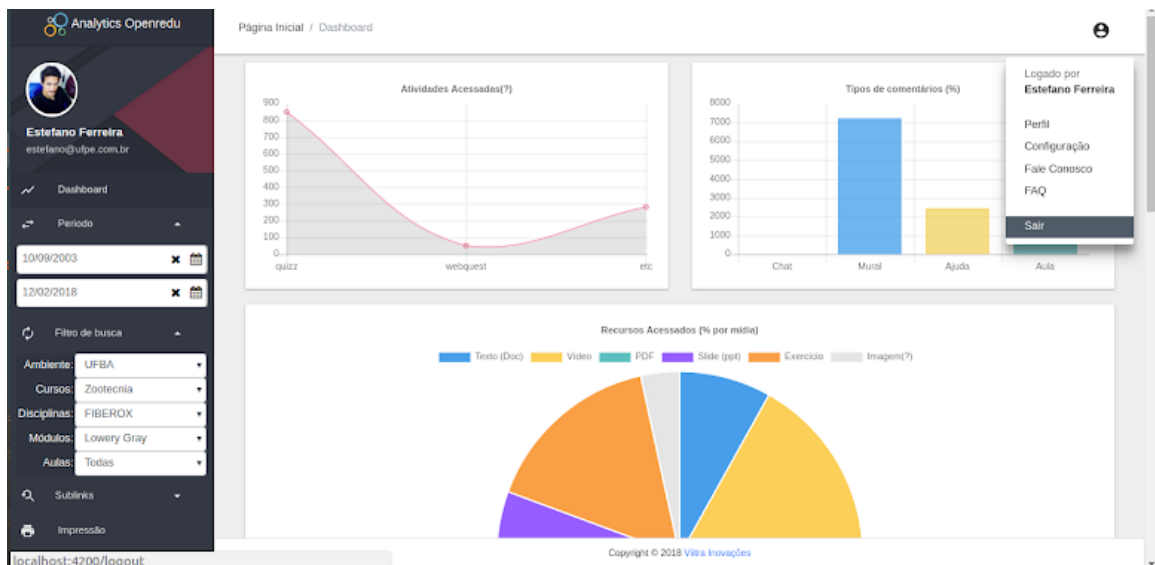 Analytics Openredu
Página Inicial / Dashboard
Estefano Ferreira
estefano@ufpe.com.br
Dashboard
Periodo
10/09/2003
12/02/2018
Filtro de busca
Ambiente: UFBA
Cursos: Zootecnia
Disciplinas: FIBEROX
Módulos: Lowery Gray
Aulas: Todas
Sublinks
Impressão
localhost:4200/logout
Atividades Acessadas(?)
900
800
700
600
500
400
300
200
100
0
quizz webquest etc
Tipos de comentários (%)
8000
7000
6000
5000
4000
3000
2000
1000
0
Chat Mural Ajuda Aula
Logado por
Estefano Ferreira
Perfil
Configuração
Fale Conosco
FAQ
Sair
Recursos Acessados (% por mídia)
Texto (Doc) Vídeo PDF Slide (ppt) Exercício Imagem(?)
Copyright © 2018 Viitra Inovações